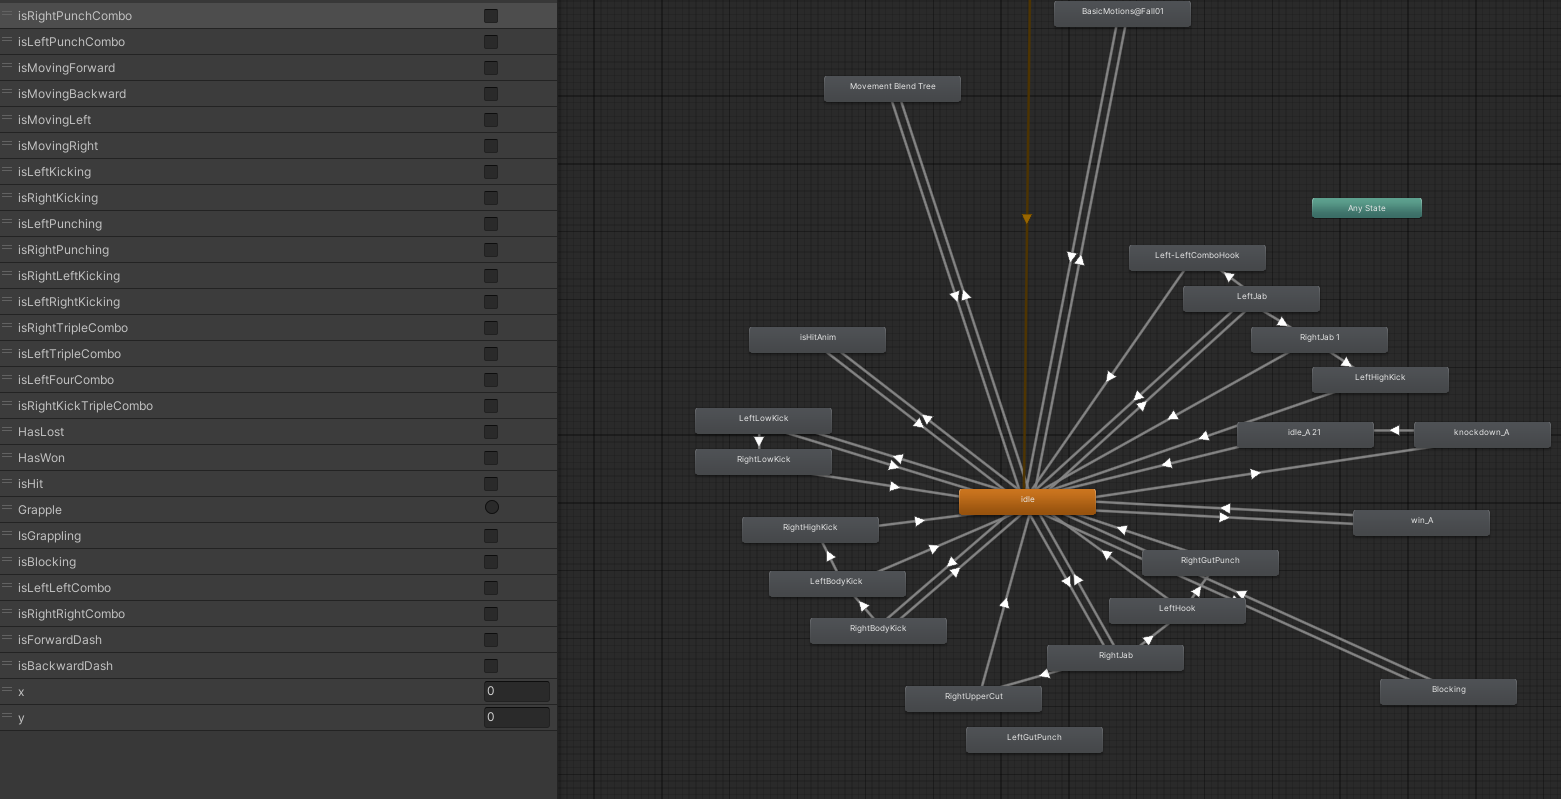 isRightPunchCombo
isLeftPunchCombo
isMovingForward
isMovingBackward
isMovingLeft
isMovingRight
isLeftKicking
isRightKicking
isLeftPunching
isRightPunching
isRightLeftKicking
isLeftRightKicking
isRightTripleCombo
isLeftTripleCombo
isLeftFourCombo
isRightKickTripleCombo
HasLost
HasWon
isHit
Grapple
IsGrappling
isBlocking
isLeftLeftCombo
isRightRightCombo
isForwardDash
isBackwardDash
x 0
y 0
BasicMotions@Fall01
Movement Blend Tree
Any State
Left-LeftComboHook
LeftJab
isHitAnim
RightJab 1
LeftHighKick
LeftLowKick
idle_A 21
knockdown_A
RightLowKick
idle
RightHighKick
win_A
RightGutPunch
LeftBodyKick
LeftHook
RightBodyKick
RightJab
Blocking
RightUpperCut
LeftGutPunch